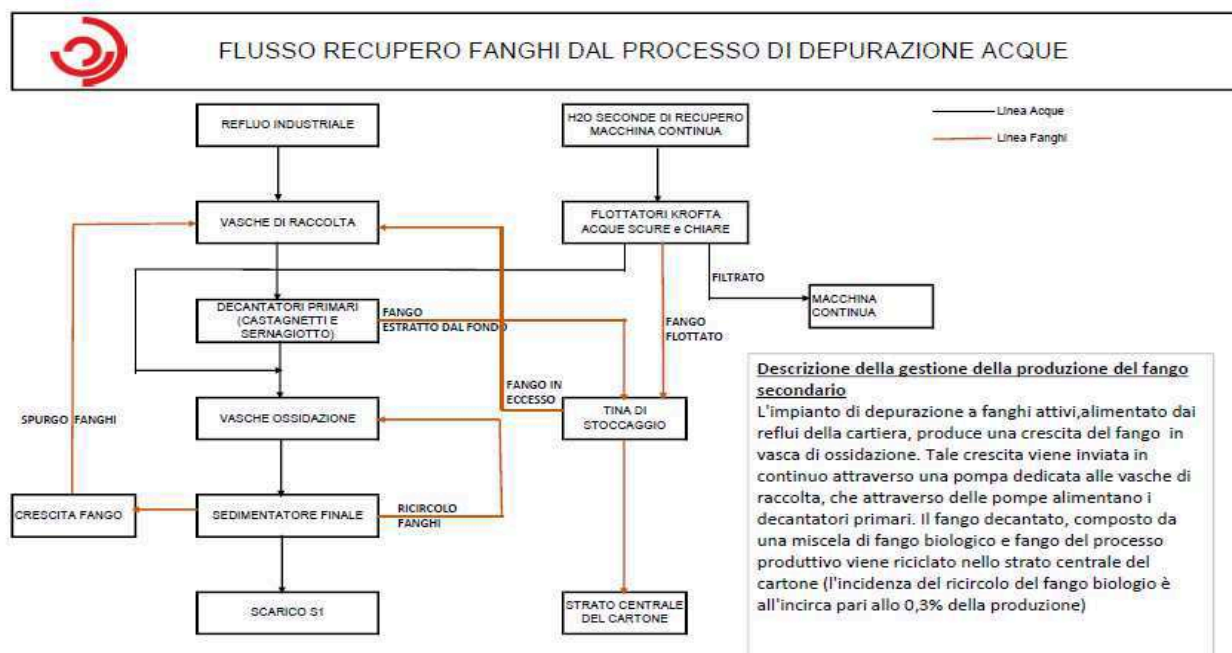 FLUSSO RECUPERO FANGHI DAL PROCESSO DI DEPURAZIONE ACQUE
REFLUO INDUSTRIALE
H2O SECONDE DI RECUPERO
MACCHINA CONTINUA
Linea Acque
Linea Fanghi
VASCHE DI RACCOLTA
FLOTTATORI KROFTA
ACQUE SCURE e CHIARE
FILTRATO
MACCHINA
CONTINUA
DECANTATORI PRIMARI
(CASTAGNETTI E
SERNAGIOTTO)
FANGO
ESTRATTO DAL FONDO
FANGO
FLOTTATO
FANGO IN
ECCESSO
SPURGO FANGHI
VASCHE OSSIDAZIONE
TINA DI
STOCCAGGIO
CRESCITA FANGO
SEDIMENTATORE FINALE
RICIRCOLO
FANGHI
SCARICO S1
STRATO CENTRALE
DEL CARTONE
Descrizione della gestione della produzione del fango
secondario
L'impianto di depurazione a fanghi attivi,alimentato dai
reflui della cartiera, produce una crescita del fango in
vasca di ossidazione. Tale crescita viene inviata in
continuo attraverso una pompa dedicata alle vasche di
raccolta, che attraverso delle pompe alimentano i
decantatori primari. Il fango decantato, composto da
una miscela di fango biologico e fango del processo
produttivo viene riciclato nello strato centrale del
cartone (l'incidenza del ricircolo del fango biologio è
all'incirca pari allo 0,3% della produzione)